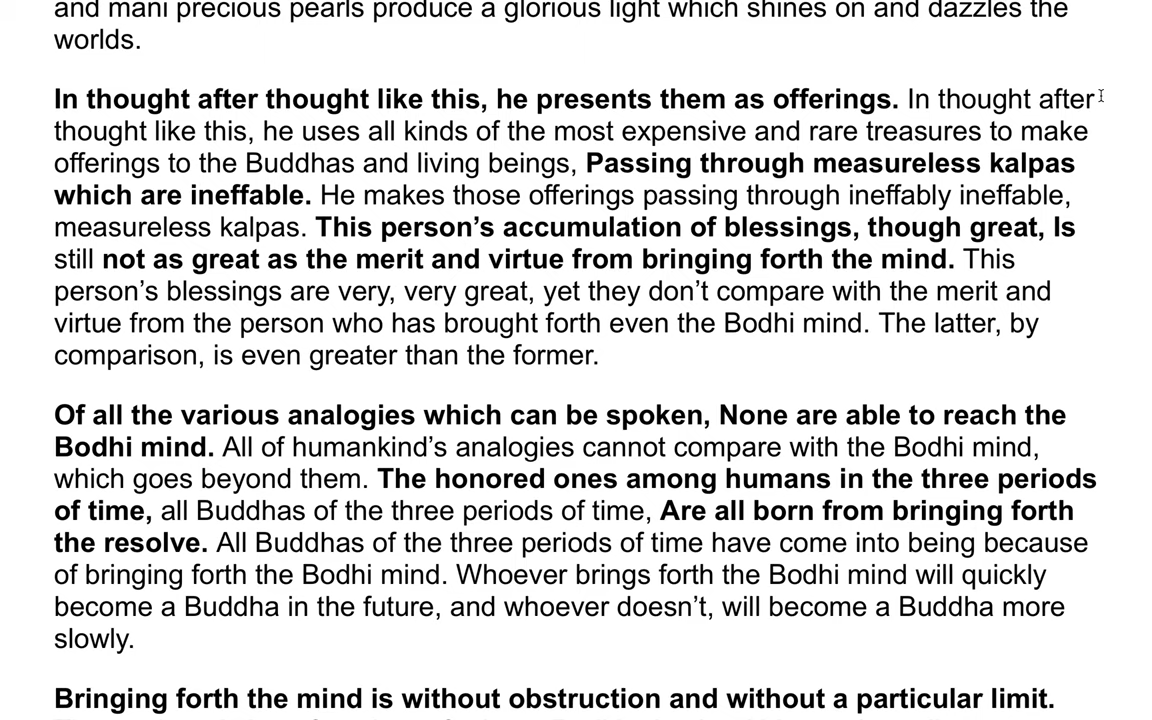 and mani precious pearls produce a glorious light which shines on and dazzles the
worlds.
In thought after thought like this, he presents them as offerings. In thought after
thought like this, he uses all kinds of the most expensive and rare treasures to make
offerings to the Buddhas and living beings, Passing through measureless kalpas
which are ineffable. He makes those offerings passing through ineffably ineffable,
measureless kalpas. This person’s accumulation of blessings, though great, Is
still not as great as the merit and virtue from bringing forth the mind. This
person’s blessings are very, very great, yet they don’t compare with the merit and
virtue from the person who has brought forth even the Bodhi mind. The latter, by
comparison, is even greater than the former.
Of all the various analogies which can be spoken, None are able to reach the
Bodhi mind. All of humankind’s analogies cannot compare with the Bodhi mind,
which goes beyond them. The honored ones among humans in the three periods
of time, all Buddhas of the three periods of time, Are all born from bringing forth
the resolve. All Buddhas of the three periods of time have come into being because
of bringing forth the Bodhi mind. Whoever brings forth the Bodhi mind will quickly
become a Buddha in the future, and whoever doesn’t, will become a Buddha more
slowly.
Bringing forth the mind is without obstruction and without a particular limit.